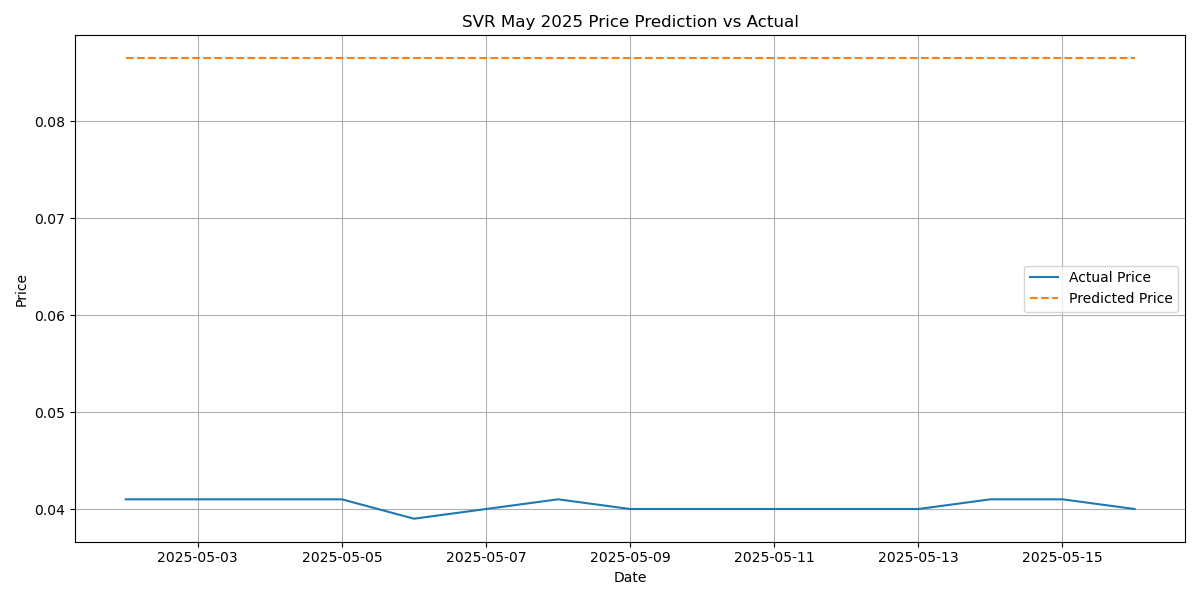 SVR May 2025 Price Prediction vs Actual
Price
0.08
0.07
0.06
0.05
0.04
Actual Price
Predicted Price
2025-05-03 2025-05-05 2025-05-07 2025-05-09 2025-05-11 2025-05-13 2025-05-15
Date